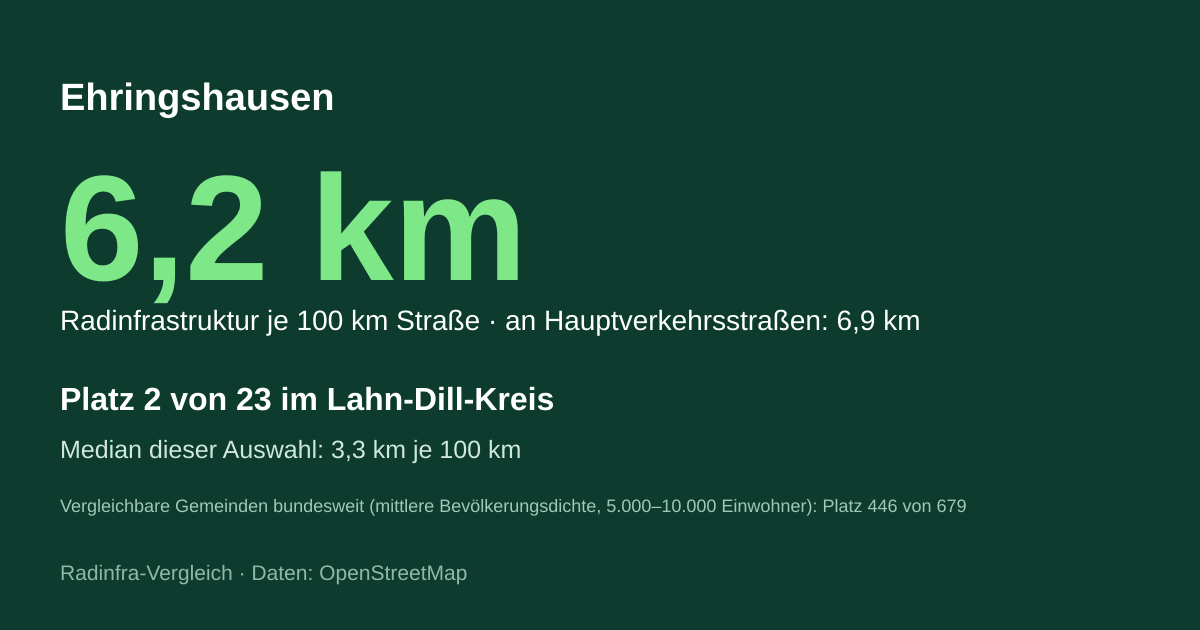 Ehringshausen
6,2 km
Radinfrastruktur je 100 km Straße · an Hauptverkehrsstraßen: 6,9 km
Platz 2 von 23 im Lahn-Dill-Kreis
Median dieser Auswahl: 3,3 km je 100 km
Vergleichbare Gemeinden bundesweit (mittlere Bevölkerungsdichte, 5.000–10.000 Einwohner): Platz 446 von 679
Radinfra-Vergleich · Daten: OpenStreetMap